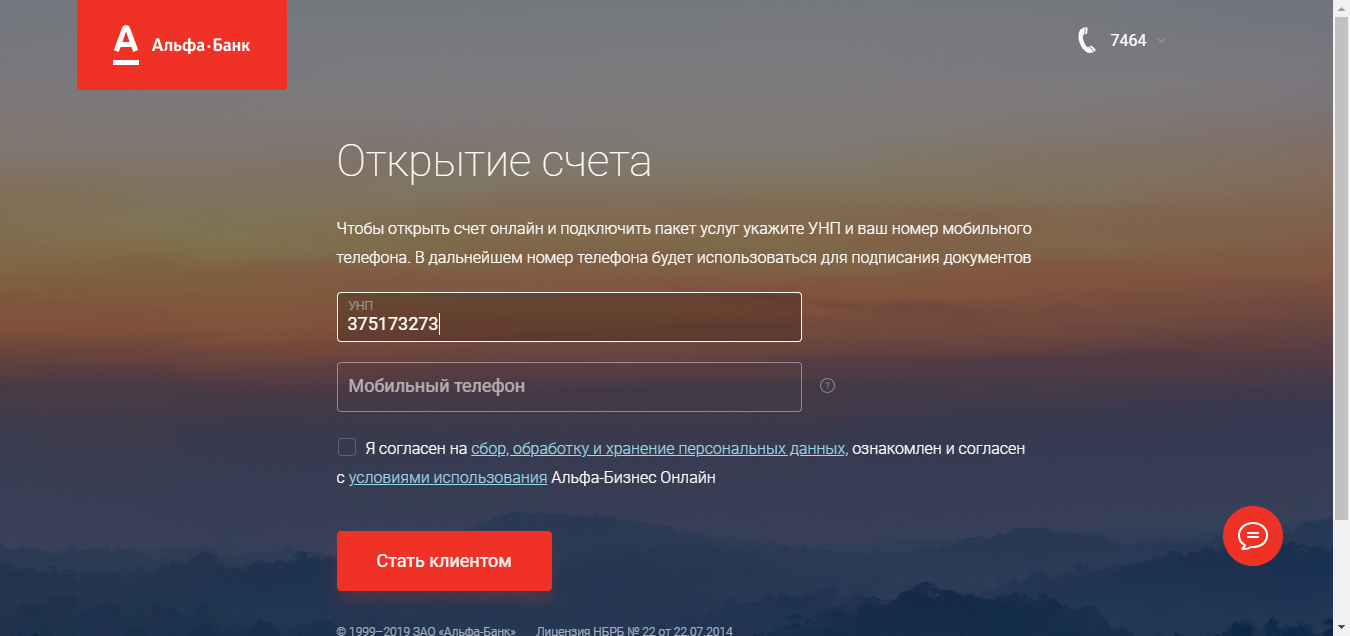 А Альфа·Банк
7464
Открытие счета
Чтобы открыть счет онлайн и подключить пакет услуг укажите УНП и ваш номер мобильного
телефона. В дальнейшем номер телефона будет использоваться для подписания документов
УНП
375173273
Мобильный телефон
?
Я согласен на сбор, обработку и хранение персональных данных, ознакомлен и согласен
с условиями использования Альфа-Бизнес Онлайн
Стать клиентом
© 1999–2019 ЗАО «Альфа-Банк» Лицензия НБРБ № 22 от 22.07.2014